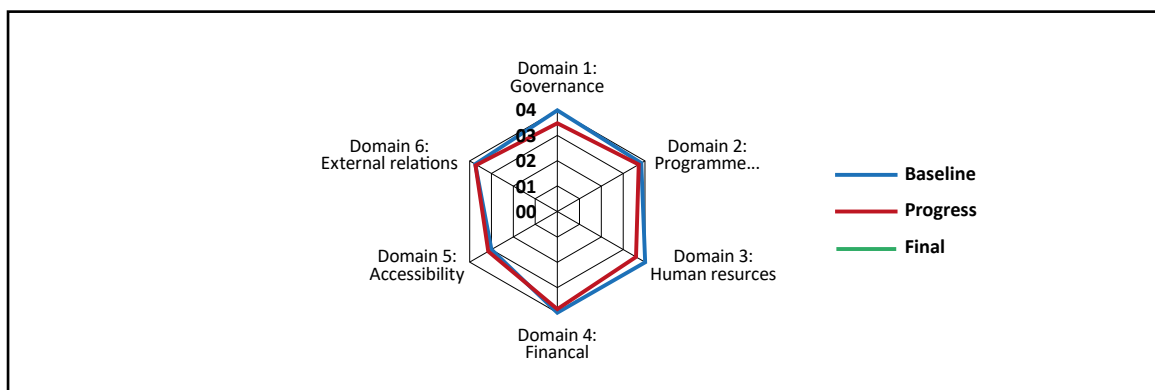 Domain 1:
Governance
04
03
02
01
00
Domain 2:
Programme...
Domain 3:
Human resurces
Domain 4:
Financal
Domain 5:
Accessibility
Domain 6:
External relations
Baseline
Progress
Final